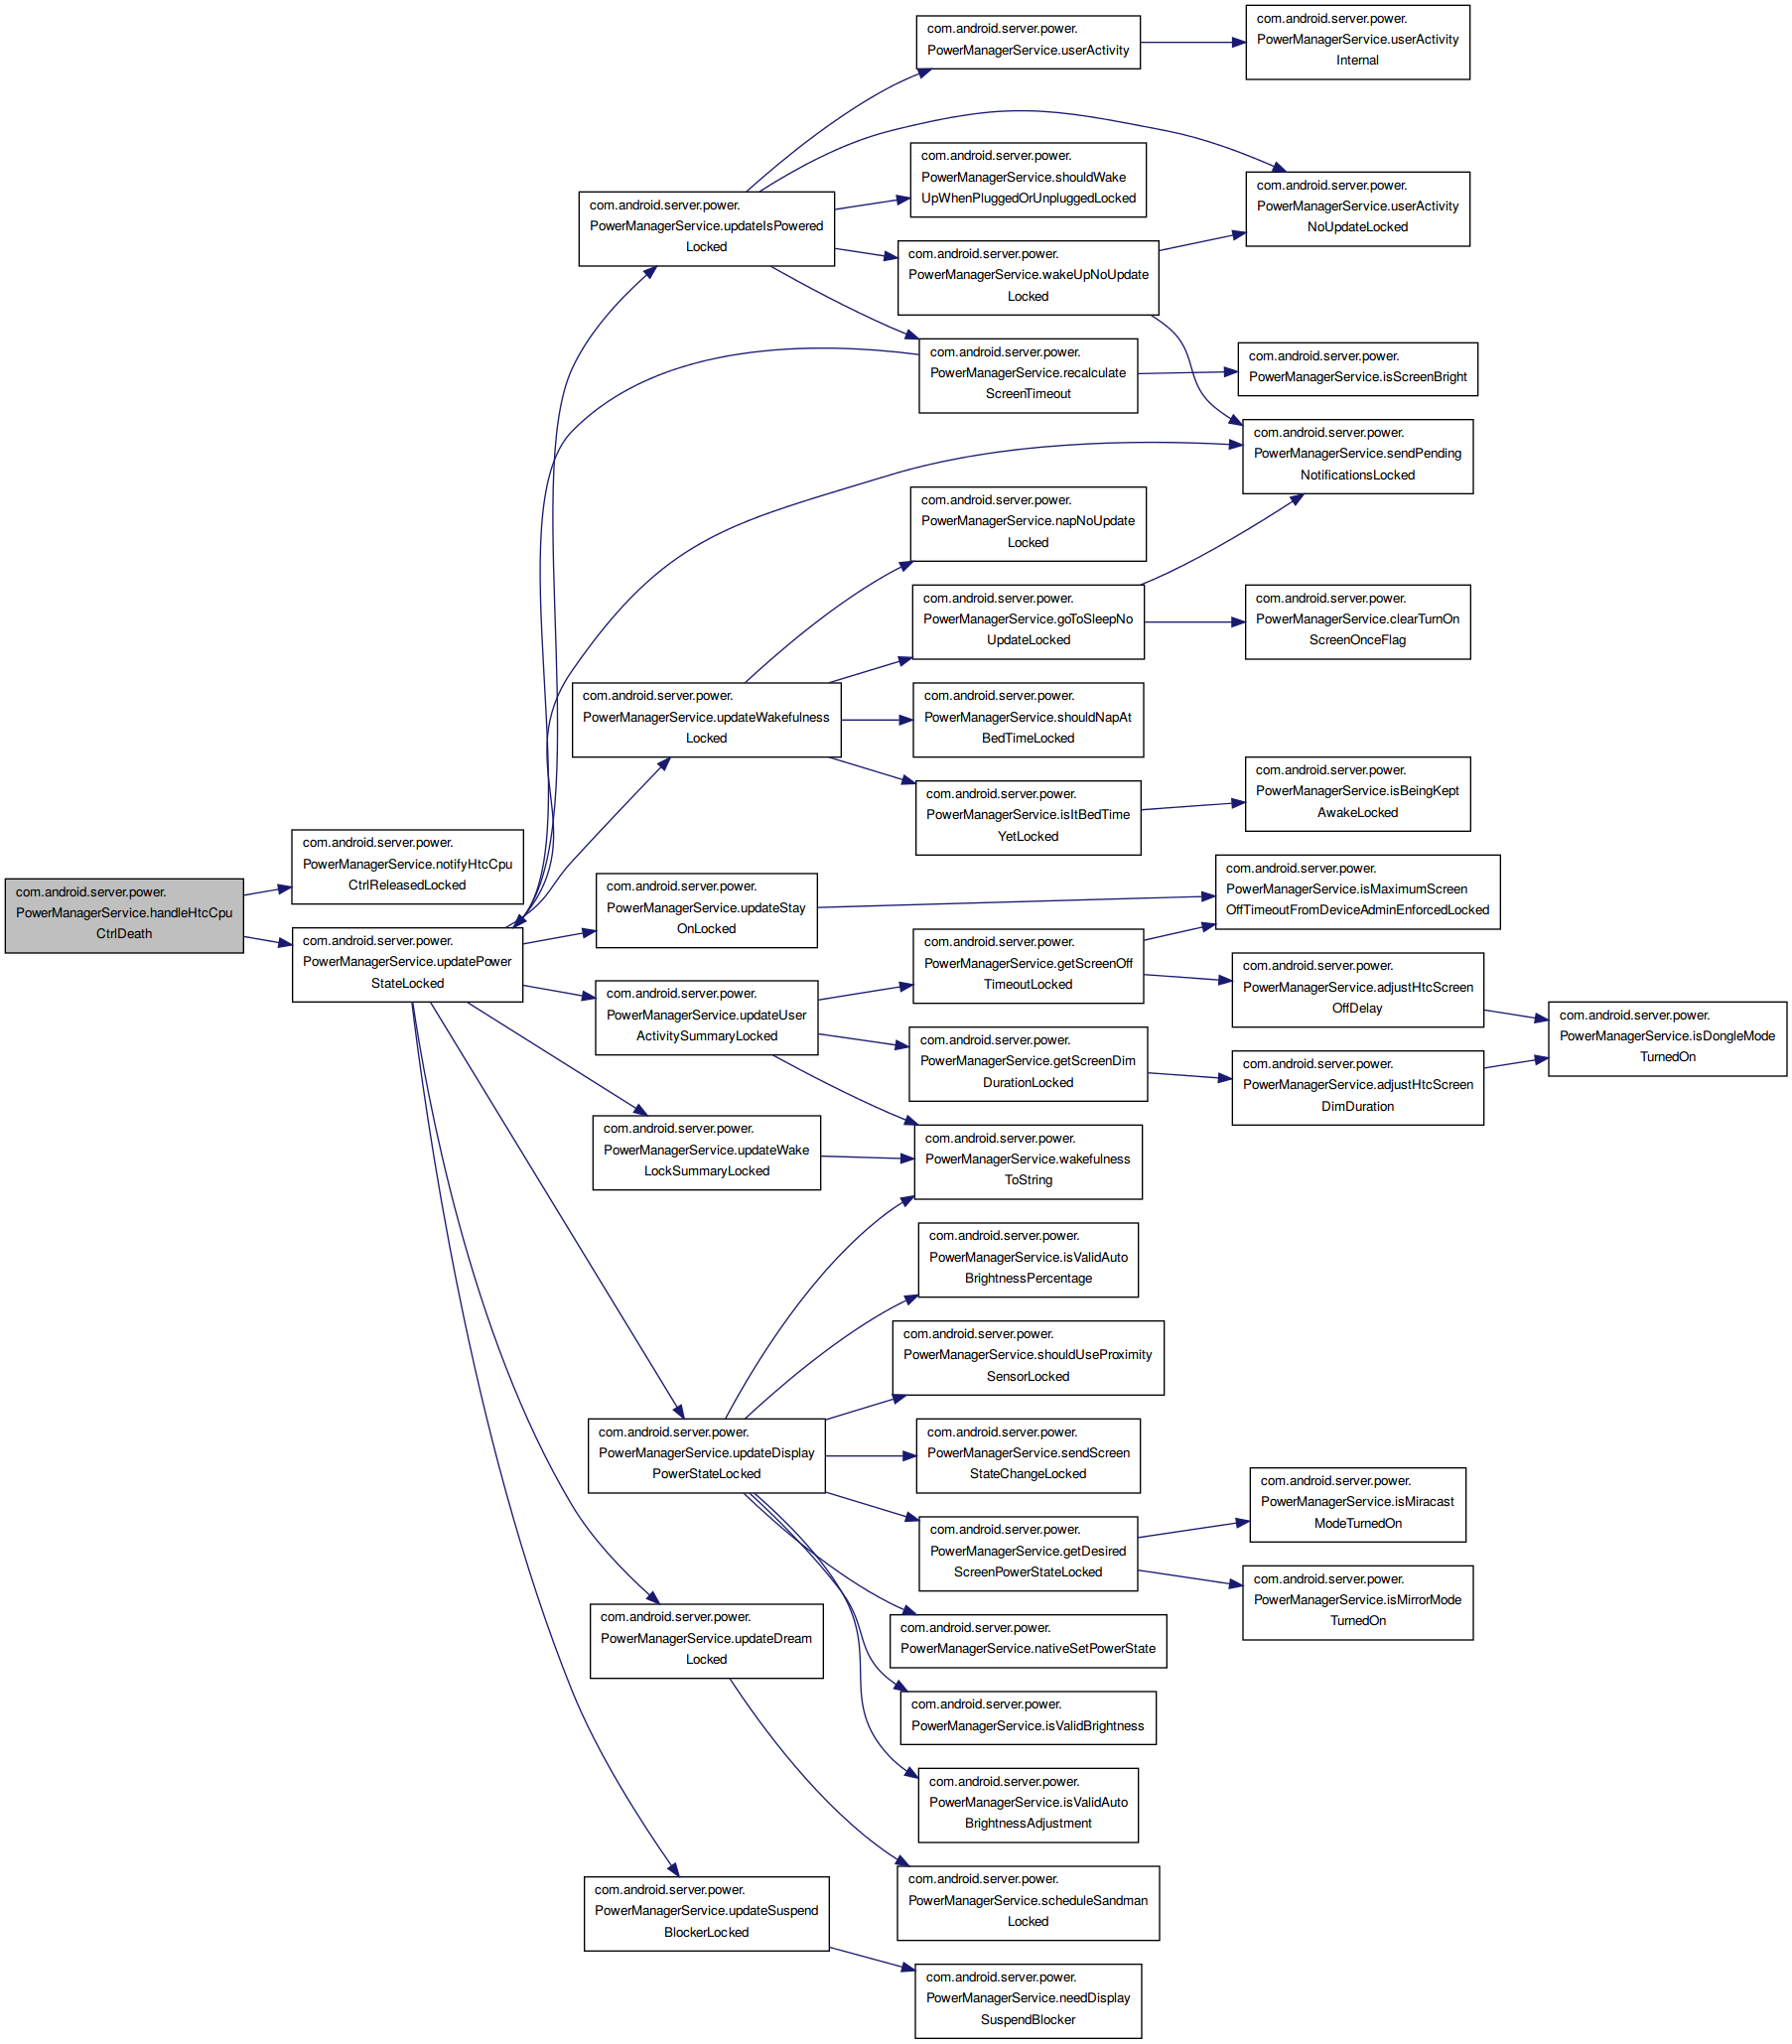 com.android.server.power.
PowerManagerService.handleHtcCpu
CtrlDeath
com.android.server.power.
PowerManagerService.notifyHtcCpu
CtrlReleasedLocked
com.android.server.power.
PowerManagerService.updatePower
StateLocked
com.android.server.power.
PowerManagerService.updateIsPowered
Locked
com.android.server.power.
PowerManagerService.updateWakefulness
Locked
com.android.server.power.
PowerManagerService.updateStay
OnLocked
com.android.server.power.
PowerManagerService.updateUser
ActivitySummaryLocked
com.android.server.power.
PowerManagerService.updateWake
LockSummaryLocked
com.android.server.power.
PowerManagerService.updateDisplay
PowerStateLocked
com.android.server.power.
PowerManagerService.updateDream
Locked
com.android.server.power.
PowerManagerService.updateSuspend
BlockerLocked
com.android.server.power.
PowerManagerService.userActivity
com.android.server.power.
PowerManagerService.shouldWake
UpWhenPluggedOrUnpluggedLocked
com.android.server.power.
PowerManagerService.wakeUpNoUpdate
Locked
com.android.server.power.
PowerManagerService.recalculate
ScreenTimeout
com.android.server.power.
PowerManagerService.napNoUpdate
Locked
com.android.server.power.
PowerManagerService.goToSleepNo
UpdateLocked
com.android.server.power.
PowerManagerService.shouldNapAt
BedTimeLocked
com.android.server.power.
PowerManagerService.isItBedTime
YetLocked
com.android.server.power.
PowerManagerService.getScreenOff
TimeoutLocked
com.android.server.power.
PowerManagerService.getScreenDim
DurationLocked
com.android.server.power.
PowerManagerService.wakefulness
ToString
com.android.server.power.
PowerManagerService.isValidAuto
BrightnessPercentage
com.android.server.power.
PowerManagerService.shouldUseProximity
SensorLocked
com.android.server.power.
PowerManagerService.sendScreen
StateChangeLocked
com.android.server.power.
PowerManagerService.getDesired
ScreenPowerStateLocked
com.android.server.power.
PowerManagerService.nativeSetPowerState
com.android.server.power.
PowerManagerService.isValidBrightness
com.android.server.power.
PowerManagerService.isValidAuto
BrightnessAdjustment
com.android.server.power.
PowerManagerService.scheduleSandman
Locked
com.android.server.power.
PowerManagerService.needDisplay
SuspendBlocker
com.android.server.power.
PowerManagerService.userActivity
Internal
com.android.server.power.
PowerManagerService.userActivity
NoUpdateLocked
com.android.server.power.
PowerManagerService.isScreenBright
com.android.server.power.
PowerManagerService.sendPending
NotificationsLocked
com.android.server.power.
PowerManagerService.clearTurnOn
ScreenOnceFlag
com.android.server.power.
PowerManagerService.isBeingKept
AwakeLocked
com.android.server.power.
PowerManagerService.isMaximumScreen
OffTimeoutFromDeviceAdminEnforcedLocked
com.android.server.power.
PowerManagerService.adjustHtcScreen
OffDelay
com.android.server.power.
PowerManagerService.adjustHtcScreen
DimDuration
com.android.server.power.
PowerManagerService.isMiracast
ModeTurnedOn
com.android.server.power.
PowerManagerService.isMirrorMode
TurnedOn
com.android.server.power.
PowerManagerService.isDongleMode
TurnedOn